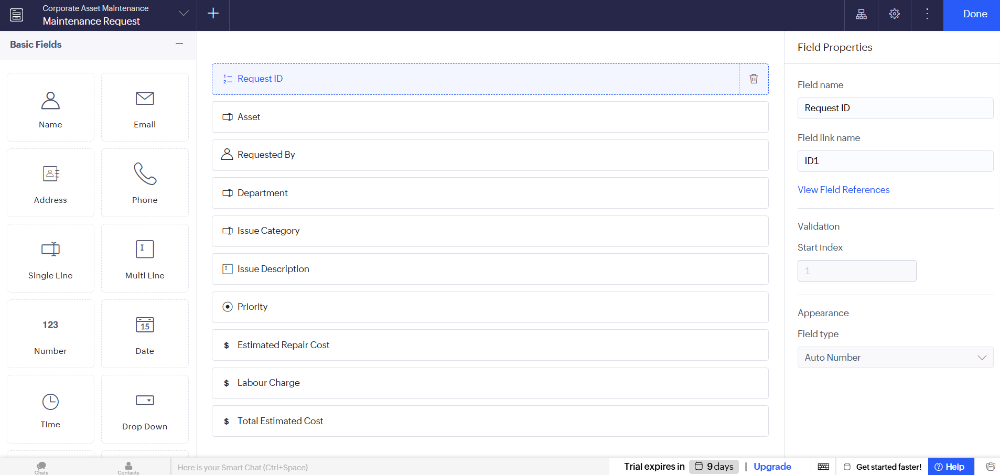 Corporate Asset Maintenance
Maintenance Request
Done
Basic Fields
Name
Email
Address
Phone
Single Line
Multi Line
123
Number
15
Date
Time
Drop Down
Request ID
Asset
Requested By
Department
Issue Category
Issue Description
Priority
$ Estimated Repair Cost
$ Labour Charge
$ Total Estimated Cost
Field Properties
Field name
Request ID
Field link name
ID1
View Field References
Validation
Start index
1
Appearance
Field type
Auto Number
Chats
Contacts
Here is your Smart Chat (Ctrl+Space)
Trial expires in 9 days | Upgrade
Get started faster!
Help